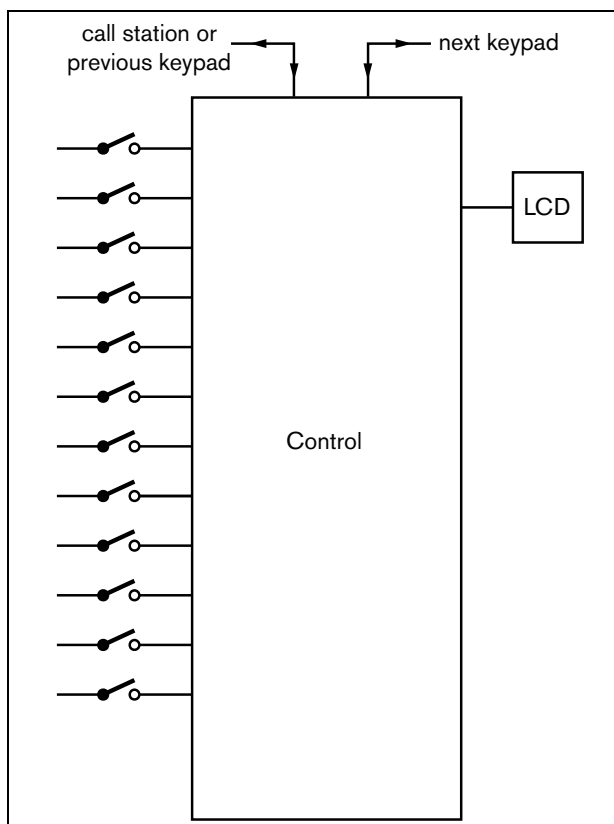 call station or
previous keypad
next keypad
LCD
Control